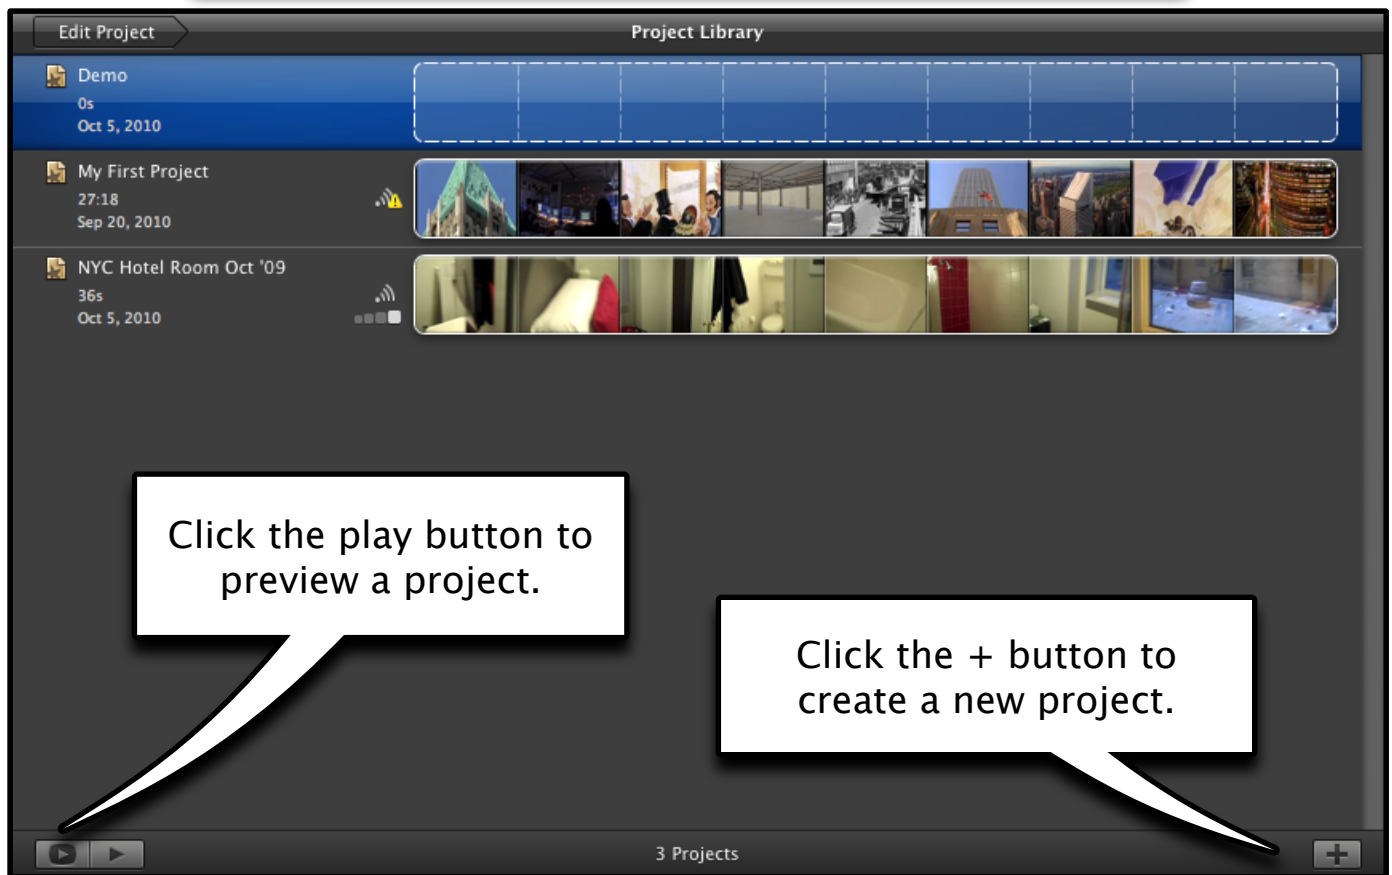 Edit Project
Project Library
Demo
0s
Oct 5, 2010
My First Project
27:18
Sep 20, 2010
NYC Hotel Room Oct '09
36s
Oct 5, 2010
Click the play button to
preview a project.
Click the + button to
create a new project.
3 Projects